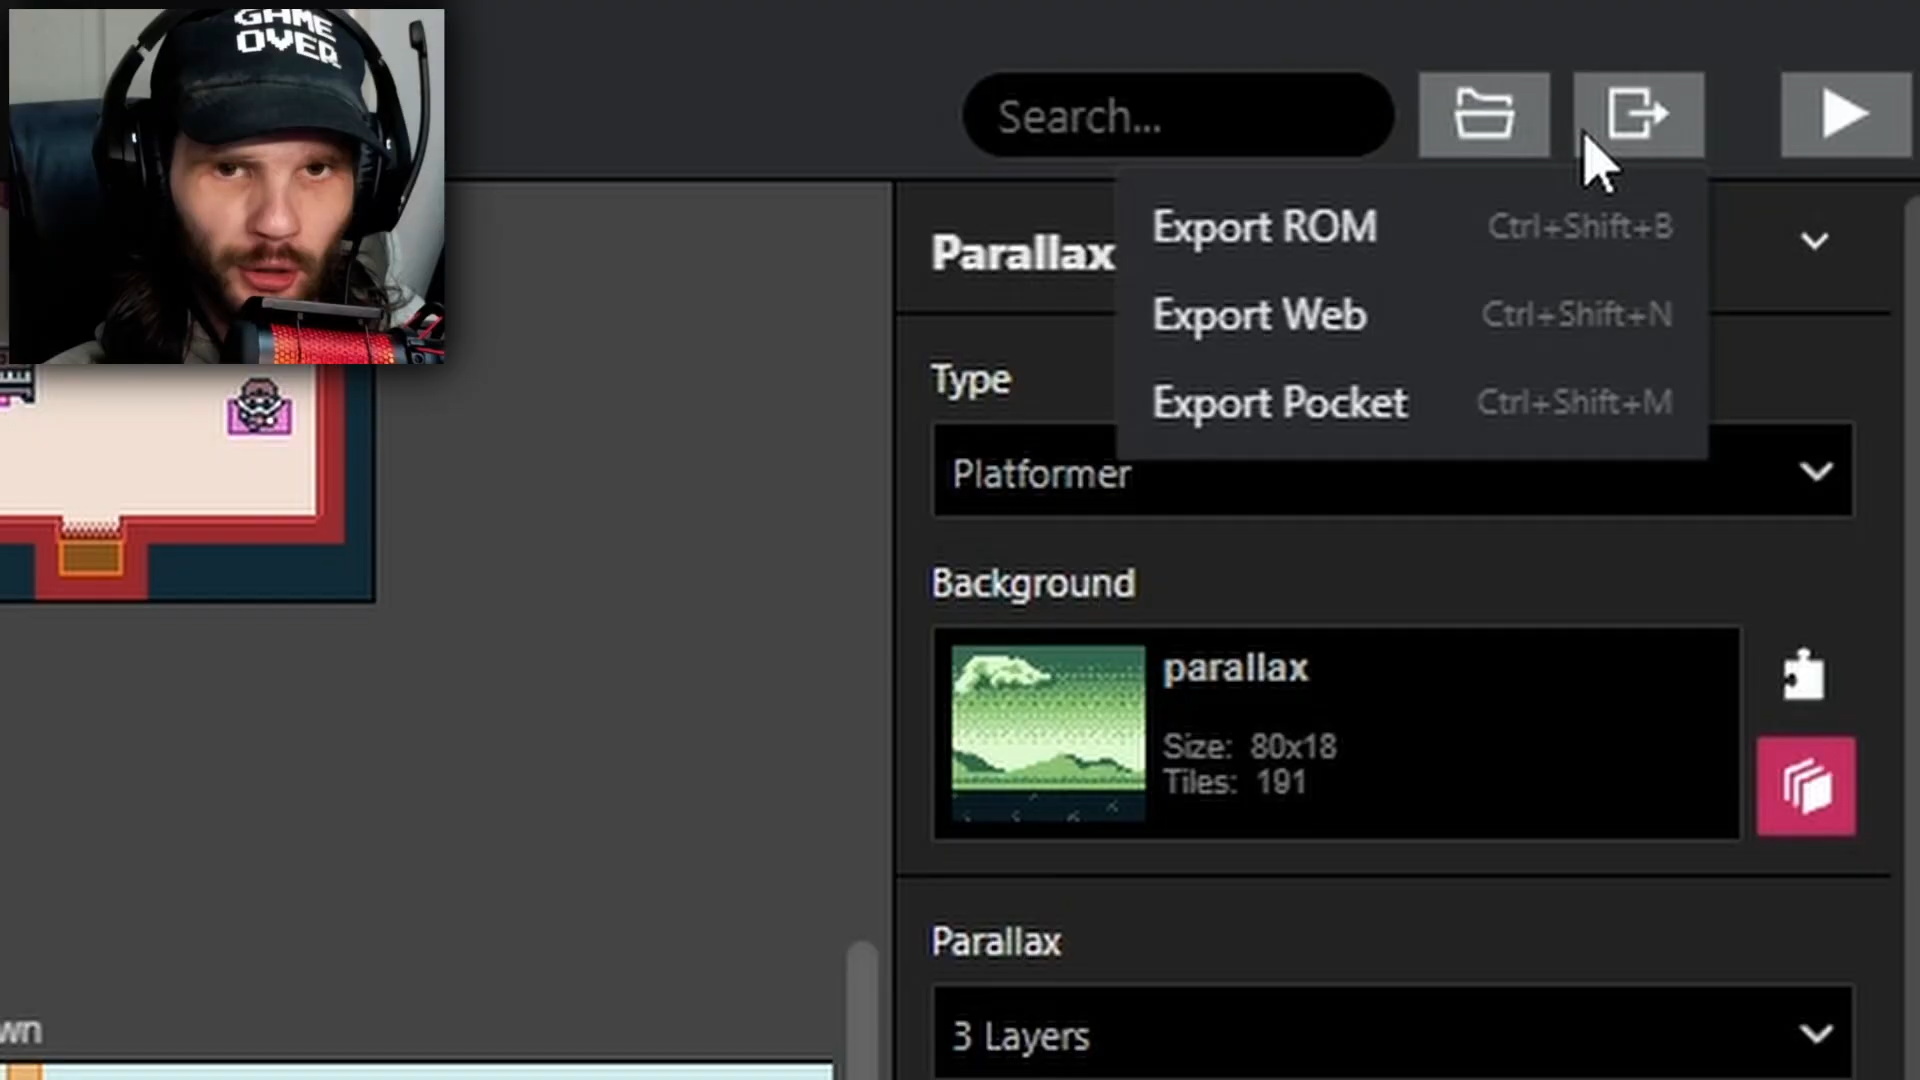 GAME
OVER
Search...
Export ROM Ctrl+Shift+B
Parallax
Export Web Ctrl+Shift+N
Type
Export Pocket Ctrl+Shift+M
Platformer
Background
parallax
Size: 80x18
Tiles: 191
Parallax
3 Layers
wn